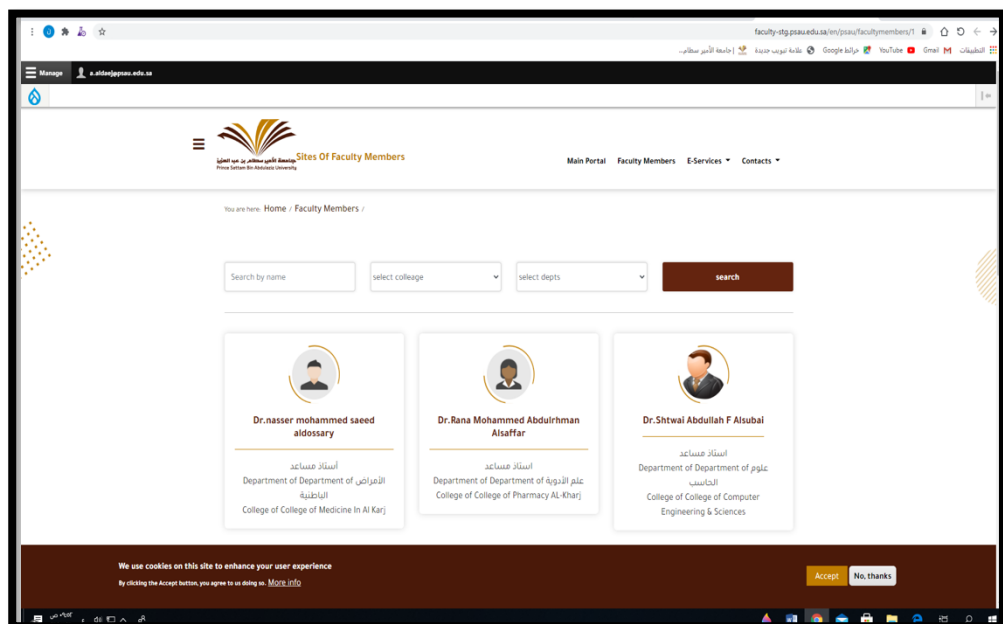 faculty-stg.psau.edu.sa/en/psau/facultymembers/1
التطبيقات Gmail YouTube خرائط Google علامة تبويب جديدة جامعة الأمير سطام...
Manage a.aldaej@psau.edu.sa
جامعة الأمير سطام بن عبد العزيز
Prince Sattam Bin Abdulaziz University
Sites Of Faculty Members
Main Portal Faculty Members E-Services Contacts
You are here: Home / Faculty Members /
Search by name select colleage select depts search
Dr.nasser mohammed saeed
aldossary
أستاذ مساعد
Department of Department of الأمراض
الباطنية
College of College of Medicine In Al Karj
Dr.Rana Mohammed Abdulrhman
Alsaffar
استاذ مساعد
Department of Department of علم الأدوية
College of College of Pharmacy AL-Kharj
Dr.Shtwai Abdullah F Alsubai
استاذ مساعد
Department of Department of علوم
الحاسب
College of College of Computer
Engineering & Sciences
We use cookies on this site to enhance your user experience
By clicking the Accept button, you agree to us doing so. More info
Accept No, thanks